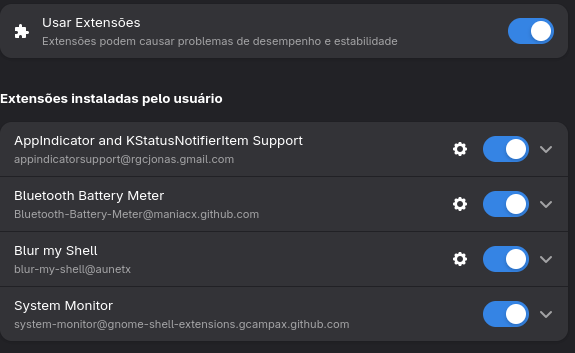 Usar Extensões
Extensões podem causar problemas de desempenho e estabilidade
Extensões instaladas pelo usuário
AppIndicator and KStatusNotifierItem Support
appindicatorsupport@rgcjonas.gmail.com
Bluetooth Battery Meter
Bluetooth-Battery-Meter@maniacx.github.com
Blur my Shell
blur-my-shell@aunetx
System Monitor
system-monitor@gnome-shell-extensions.gcampax.github.com